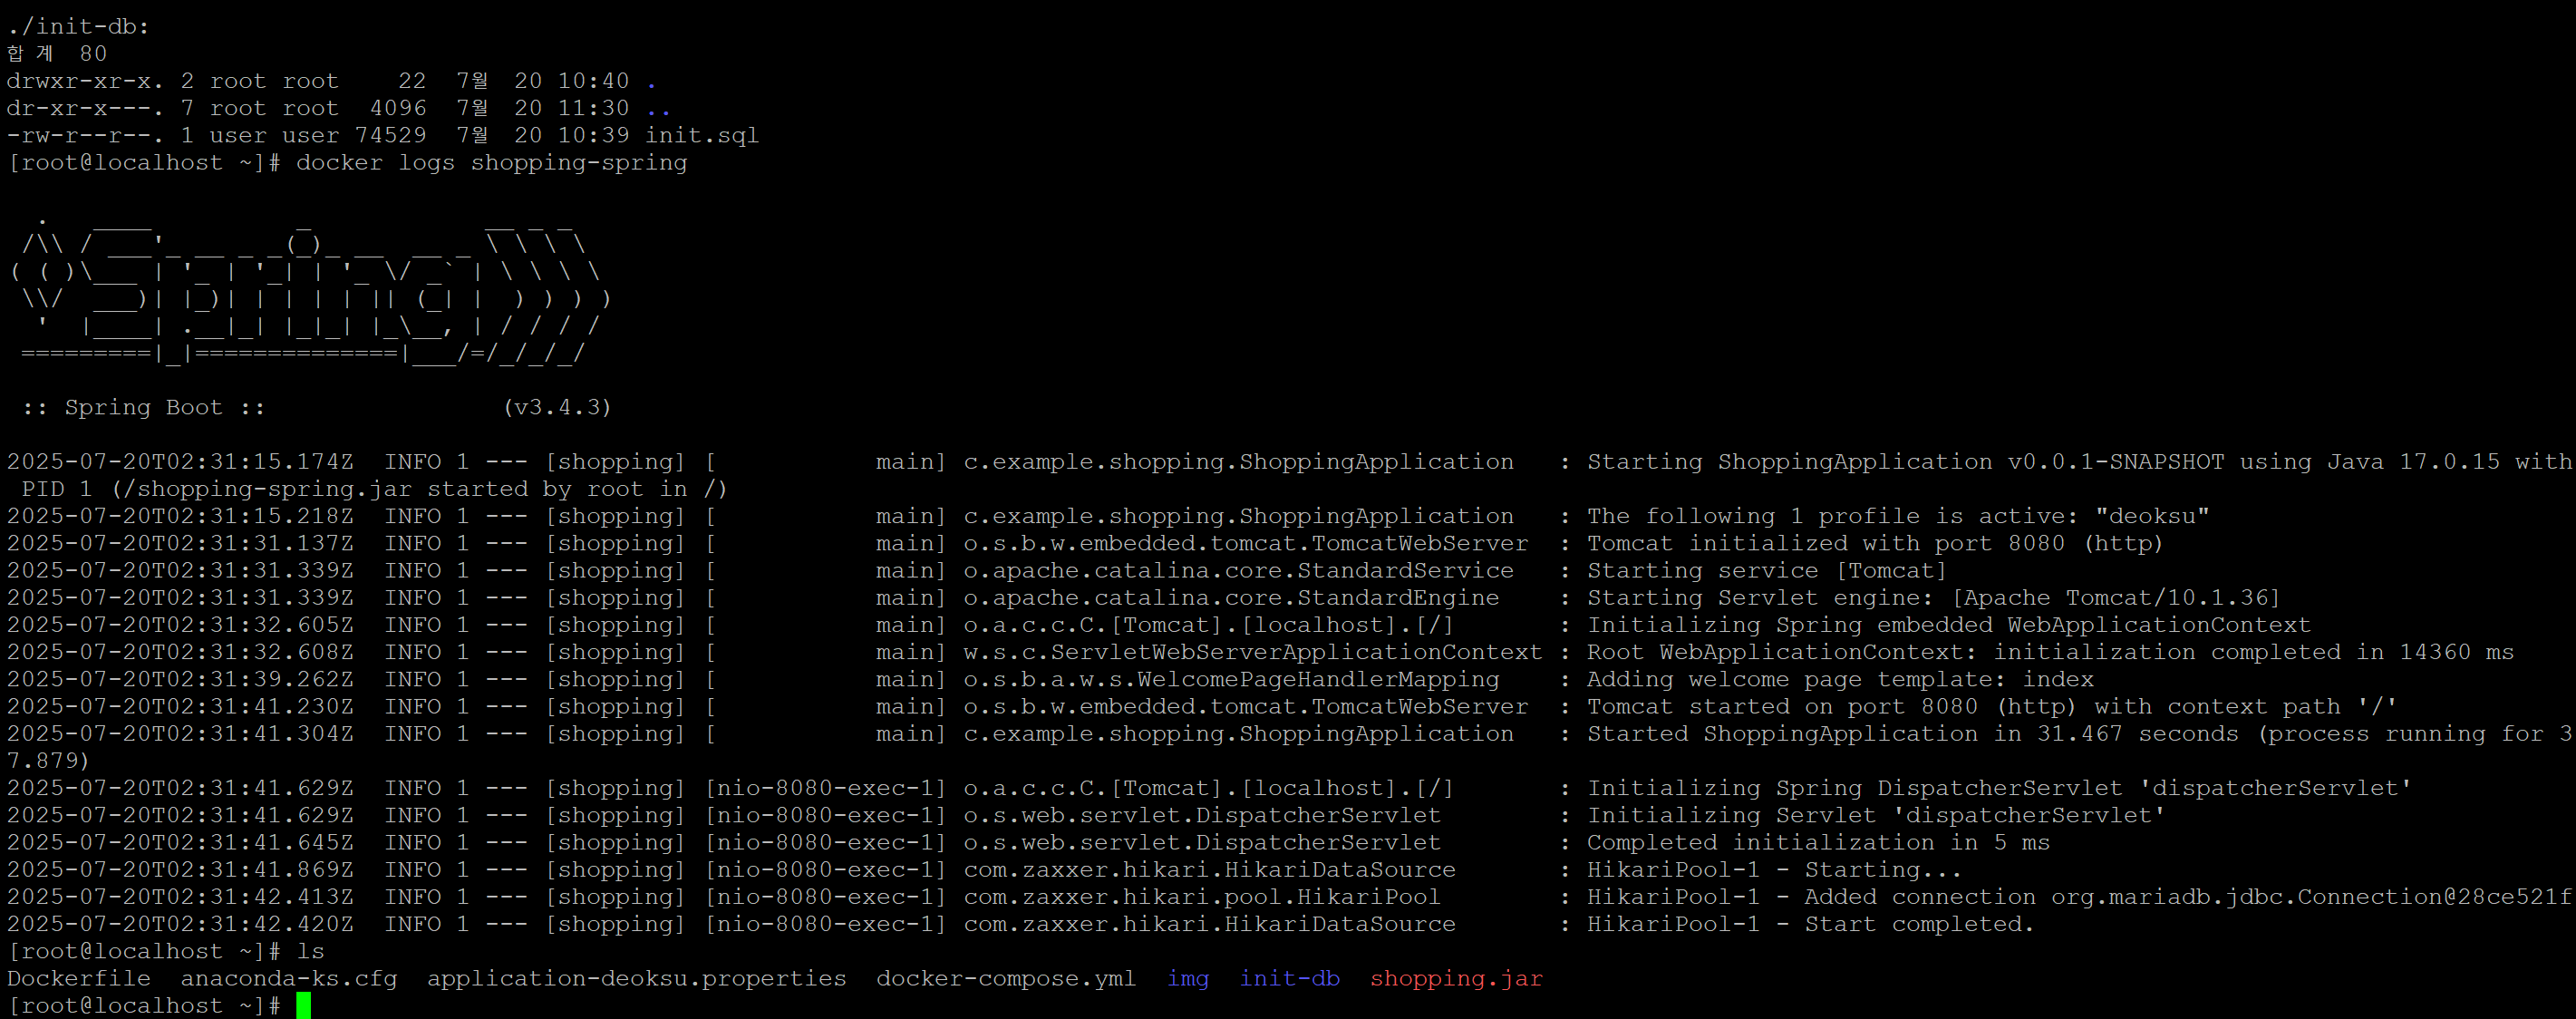 ./init-db:
합계  80
drwxr-xr-x. 2 root root    22  7월  20 10:40 .
dr-xr-x---. 7 root root  4096  7월  20 11:30 ..
-rw-r--r--. 1 user user 74529  7월  20 10:39 init.sql
[root@localhost ~]# docker logs shopping-spring

  .   ____          _            __ _ _
 /\\ / ___'_ __ _ _(_)_ __  __ _ \ \ \ \
( ( )\___ | '_ | '_| | '_ \/ _` | \ \ \ \
 \\/  ___)| |_)| | | | | || (_| |  ) ) ) )
  '  |____| .__|_| |_|_| |_\__, | / / / /
 =========|_|==============|___/=/_/_/_/

 :: Spring Boot ::                (v3.4.3)

2025-07-20T02:31:15.174Z  INFO 1 --- [shopping] [           main] c.example.shopping.ShoppingApplication   : Starting ShoppingApplication v0.0.1-SNAPSHOT using Java 17.0.15 with
 PID 1 (/shopping-spring.jar started by root in /)
2025-07-20T02:31:15.218Z  INFO 1 --- [shopping] [           main] c.example.shopping.ShoppingApplication   : The following 1 profile is active: "deoksu"
2025-07-20T02:31:31.137Z  INFO 1 --- [shopping] [           main] o.s.b.w.embedded.tomcat.TomcatWebServer  : Tomcat initialized with port 8080 (http)
2025-07-20T02:31:31.339Z  INFO 1 --- [shopping] [           main] o.apache.catalina.core.StandardService   : Starting service [Tomcat]
2025-07-20T02:31:31.339Z  INFO 1 --- [shopping] [           main] o.apache.catalina.core.StandardEngine    : Starting Servlet engine: [Apache Tomcat/10.1.36]
2025-07-20T02:31:32.605Z  INFO 1 --- [shopping] [           main] o.a.c.c.C.[Tomcat].[localhost].[/]       : Initializing Spring embedded WebApplicationContext
2025-07-20T02:31:32.608Z  INFO 1 --- [shopping] [           main] w.s.c.ServletWebServerApplicationContext : Root WebApplicationContext: initialization completed in 14360 ms
2025-07-20T02:31:39.262Z  INFO 1 --- [shopping] [           main] o.s.b.a.w.s.WelcomePageHandlerMapping    : Adding welcome page template: index
2025-07-20T02:31:41.230Z  INFO 1 --- [shopping] [           main] o.s.b.w.embedded.tomcat.TomcatWebServer  : Tomcat started on port 8080 (http) with context path '/'
2025-07-20T02:31:41.304Z  INFO 1 --- [shopping] [           main] c.example.shopping.ShoppingApplication   : Started ShoppingApplication in 31.467 seconds (process running for 3
7.879)
2025-07-20T02:31:41.629Z  INFO 1 --- [shopping] [nio-8080-exec-1] o.a.c.c.C.[Tomcat].[localhost].[/]       : Initializing Spring DispatcherServlet 'dispatcherServlet'
2025-07-20T02:31:41.629Z  INFO 1 --- [shopping] [nio-8080-exec-1] o.s.web.servlet.DispatcherServlet        : Initializing Servlet 'dispatcherServlet'
2025-07-20T02:31:41.645Z  INFO 1 --- [shopping] [nio-8080-exec-1] o.s.web.servlet.DispatcherServlet        : Completed initialization in 5 ms
2025-07-20T02:31:41.869Z  INFO 1 --- [shopping] [nio-8080-exec-1] com.zaxxer.hikari.HikariDataSource       : HikariPool-1 - Starting...
2025-07-20T02:31:42.413Z  INFO 1 --- [shopping] [nio-8080-exec-1] com.zaxxer.hikari.pool.HikariPool        : HikariPool-1 - Added connection org.mariadb.jdbc.Connection@28ce521f
2025-07-20T02:31:42.420Z  INFO 1 --- [shopping] [nio-8080-exec-1] com.zaxxer.hikari.HikariDataSource       : HikariPool-1 - Start completed.
[root@localhost ~]# ls
Dockerfile  anaconda-ks.cfg  application-deoksu.properties  docker-compose.yml  img  init-db  shopping.jar
[root@localhost ~]#